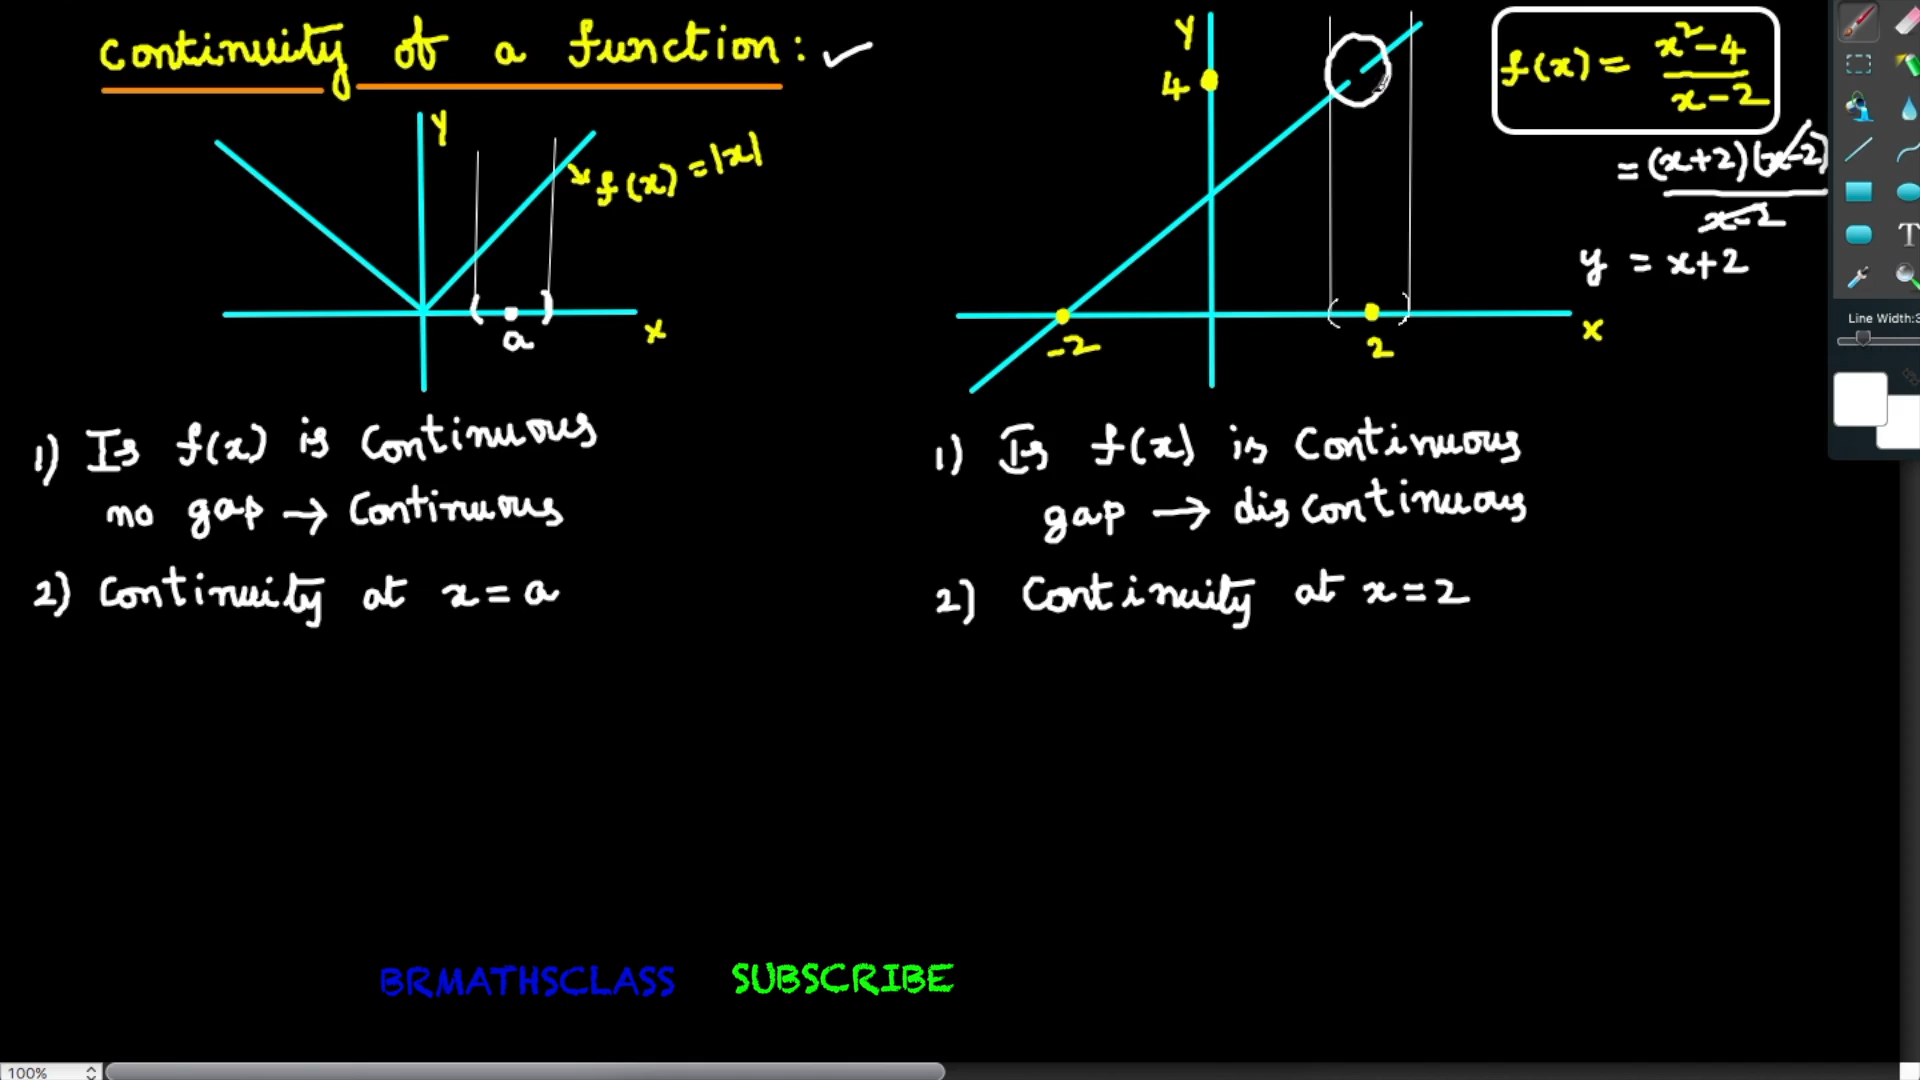 Continuity of a function :
y
f(x) = |x|
( )
a
x
1) Is f(x) is continuous
no gap → continuous
2) continuity at x = a
y
4
-2
( )
2
x
f(x) = x²-4 / x-2
= (x+2)(x-2) / x-2
y = x+2
1) Is f(x) is continuous
gap → discontinuous
2) Continuity at x = 2
BRMATHSCLASS SUBSCRIBE
T
Line Width:3
100%